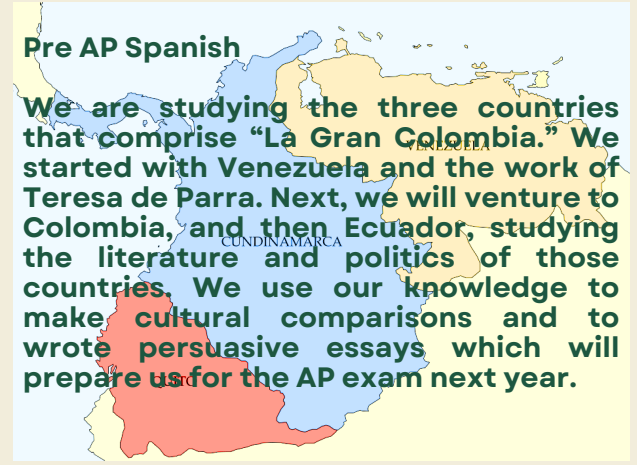 Pre AP Spanish
We are studying the three countries
that comprise “La Gran Colombia.” We
VENEZUELA
started with Venezuela and the work of
Teresa de Parra. Next, we will venture to
Colombia, and then Ecuador, studying
CUNDINAMARCA
the literature and politics of those
countries. We use our knowledge to
make cultural comparisons and to
wrote persuasive essays which will
prepare us for the AP exam next year.
QUITO